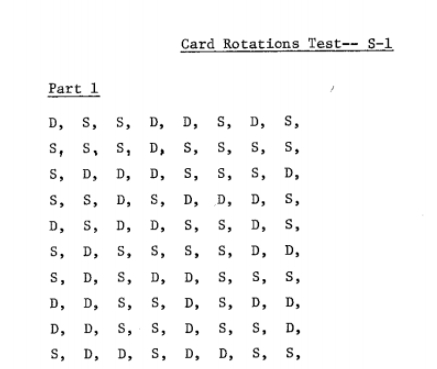 Card Rotations Test-- S-1
Part 1
D, S, S, D, D, S, D, S,
S, S, S, D, S, S, S, S,
S, D, D, D, S, S, S, D,
S, S, D, S, D, D, D, S,
D, S, D, D, S, S, D, S,
S, D, S, S, S, S, D, D,
S, D, S, D, D, S, S, S,
D, D, S, S, D, S, D, D,
D, D, S, S, D, S, S, D,
S, D, D, S, D, D, S, S,